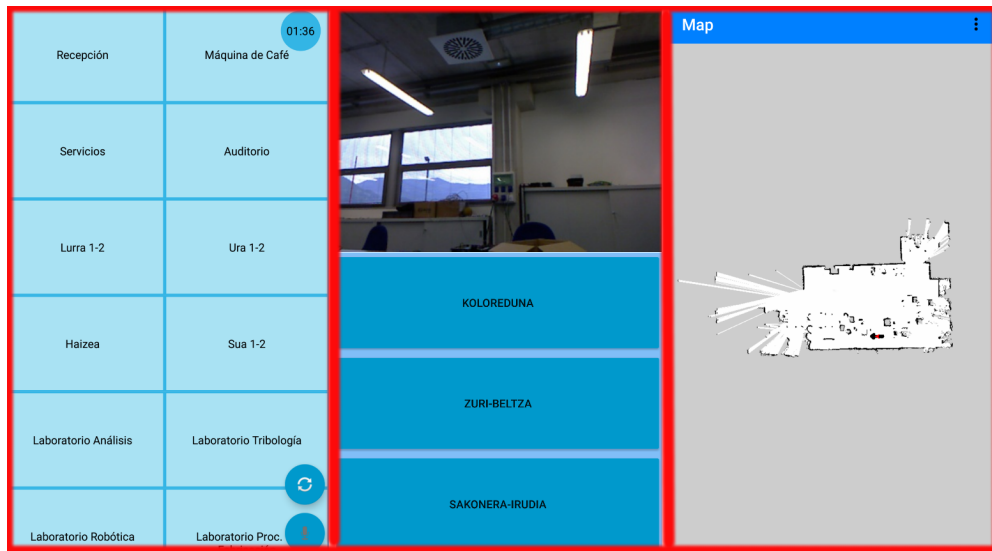 01:36
Recepción
Máquina de Café
Servicios
Auditorio
Lurra 1-2
Ura 1-2
Haizea
Sua 1-2
Laboratorio Análisis
Laboratorio Tribología
Laboratorio Robótica
Laboratorio Proc.
KOLOREDUNA
ZURI-BELTZA
SAKONERA-IRUDIA
Map